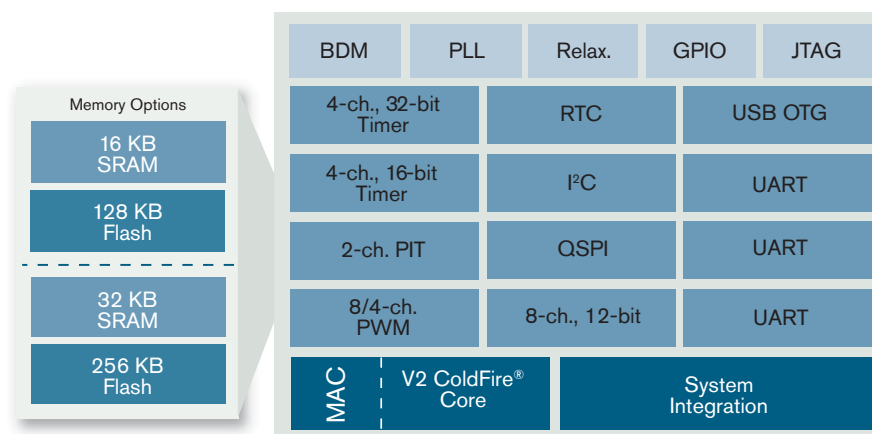 Memory Options
16 KB
SRAM
128 KB
Flash
32 KB
SRAM
256 KB
Flash
BDM
PLL
Relax.
GPIO
JTAG
4-ch., 32-bit
Timer
RTC
USB OTG
4-ch., 16-bit
Timer
I²C
UART
2-ch. PIT
QSPI
UART
8/4-ch.
PWM
8-ch., 12-bit
UART
MAC
V2 ColdFire®
Core
System
Integration